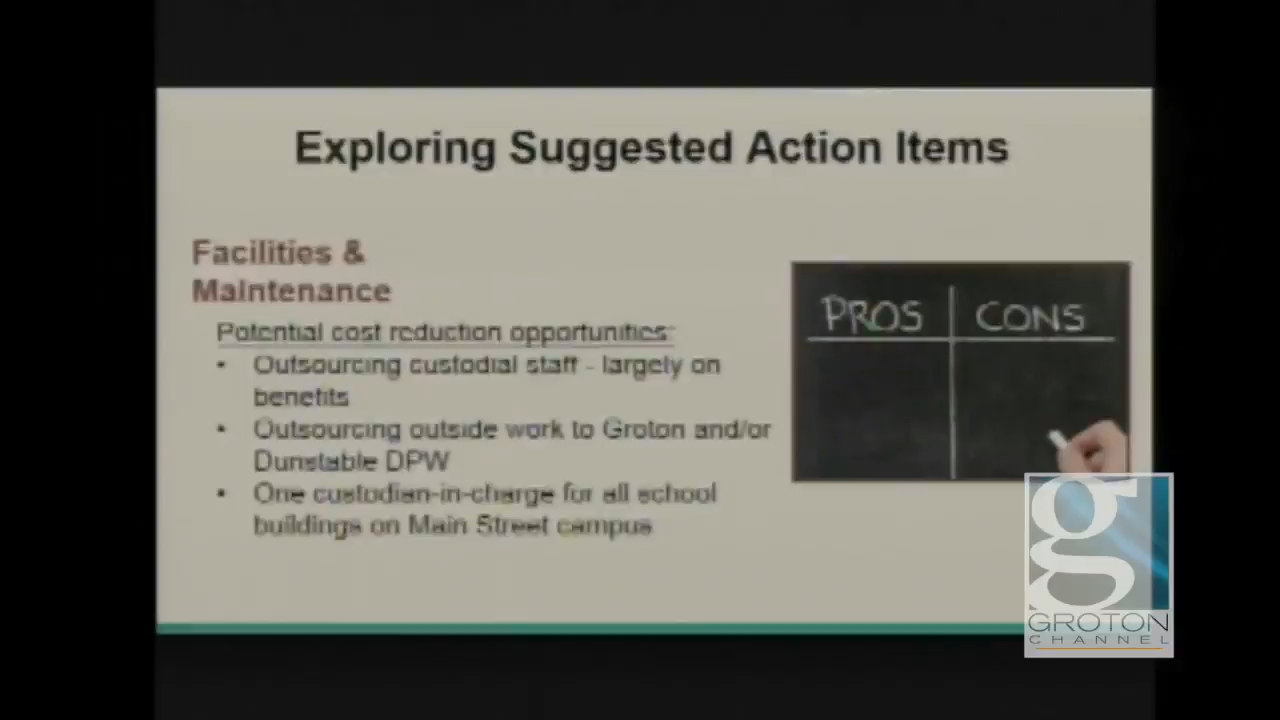 Exploring Suggested Action Items
Facilities &
Maintenance
Potential cost reduction opportunities:
• Outsourcing custodial staff - largely on
benefits
• Outsourcing outside work to Groton and/or
Dunstable DPW
• One custodian-in-charge for all school
buildings on Main Street campus
PROS CONS
g
GROTON
CHANNEL